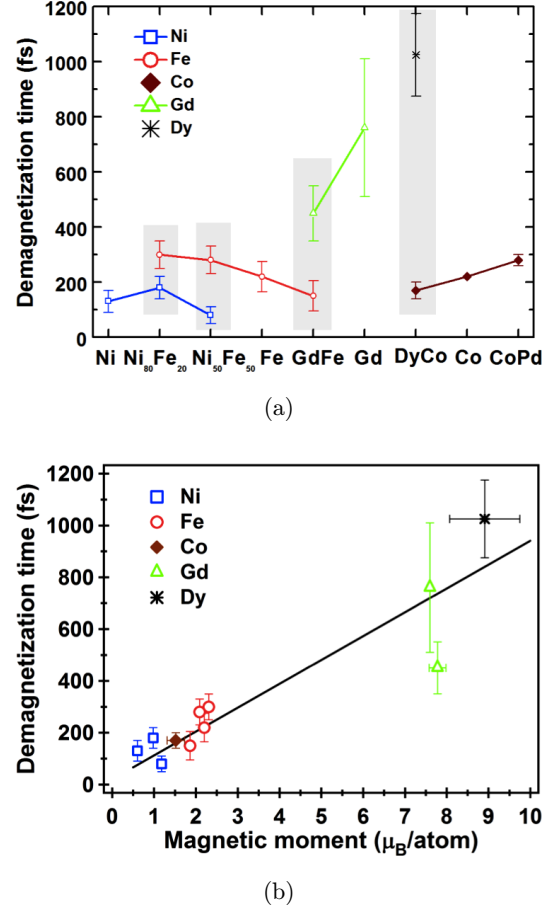 Demagnetization time (fs)
1200
1000
800
600
400
200
0
Ni
Fe
Co
Gd
Dy
Ni Ni₈₀Fe₂₀ Ni₅₀Fe₅₀ Fe GdFe Gd DyCo Co CoPd
(a)
Demagnetization time (fs)
1200
1000
800
600
400
200
0
Ni
Fe
Co
Gd
Dy
0 1 2 3 4 5 6 7 8 9 10
Magnetic moment (μ_B/atom)
(b)